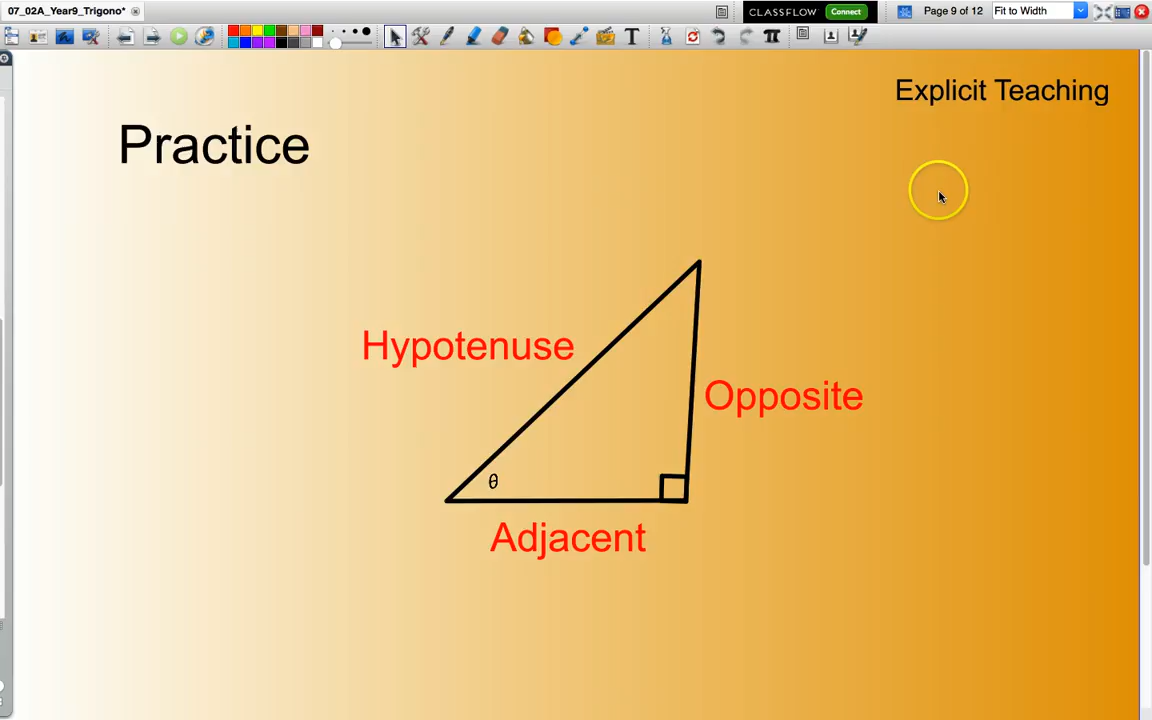 07_02A_Year9_Trigono*
CLASSFLOW Connect
Page 9 of 12
Fit to Width
T
π
Explicit Teaching
Practice
Hypotenuse
Opposite
θ
Adjacent